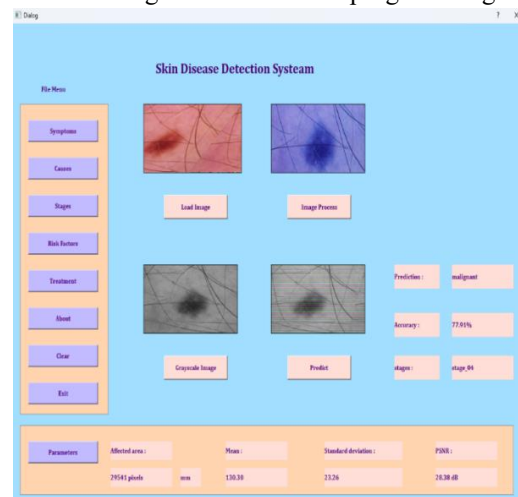 Dialog ? X
Skin Disease Detection Systeam
File Menu
Symptoms
Causes
Stages
Risk Factors
Treatment
About
Clear
Exit
Load Image
Image Process
Grayscale Image
Predict
Prediction : malignant
Accuracy : 77.91%
stages : stage_04
Parameters
Affected area : Mean : Standard deviation : PSNR :
29541 pixels mm 130.39 23.26 28.38 dB